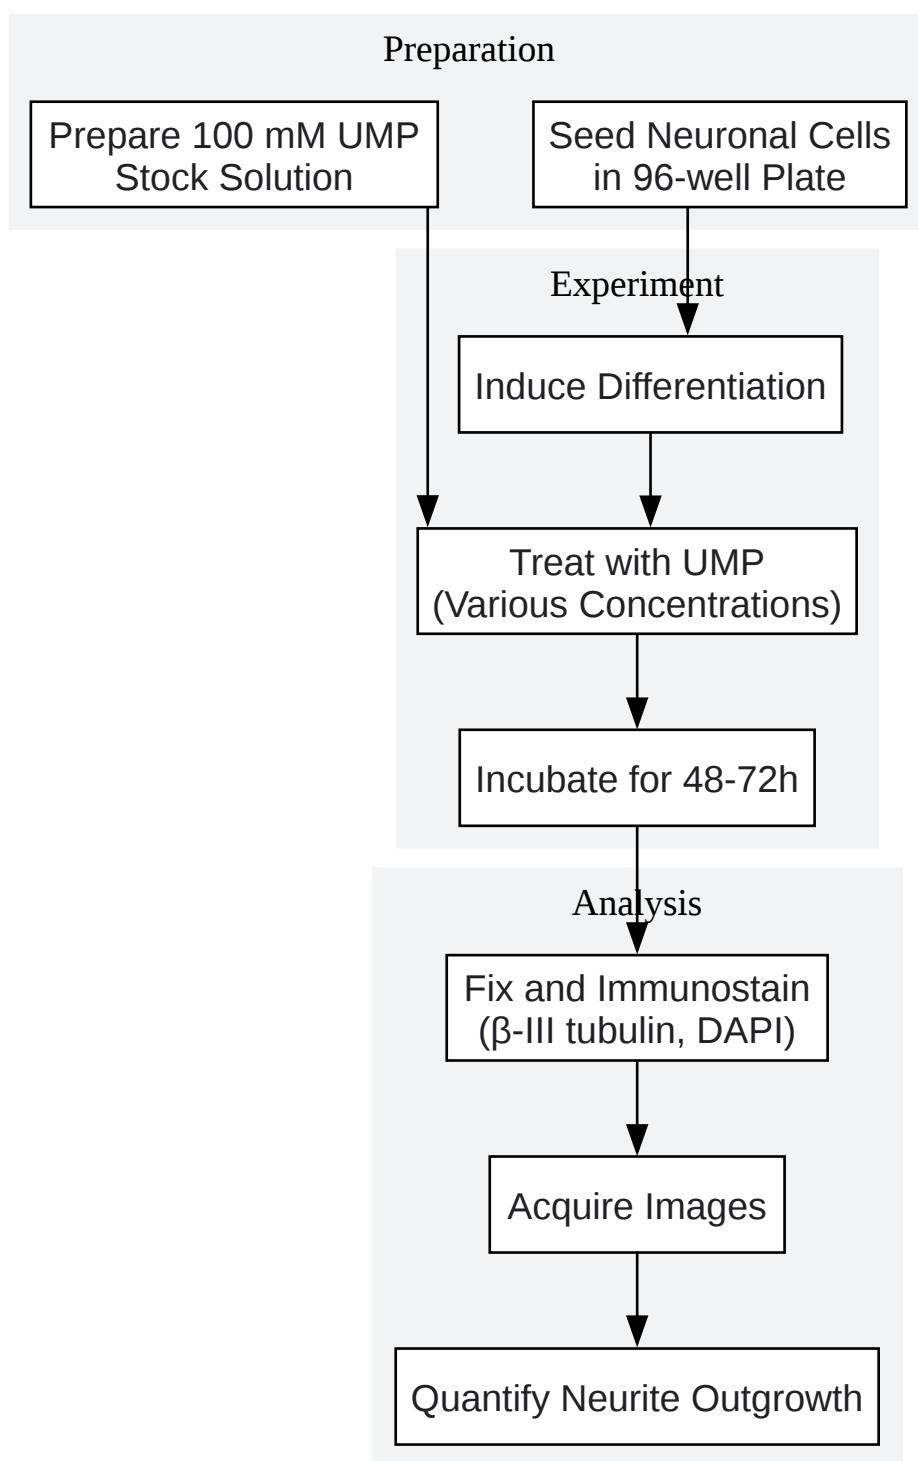 Preparation
Prepare 100 mM UMP
Stock Solution
Seed Neuronal Cells
in 96-well Plate
Experiment
Induce Differentiation
Treat with UMP
(Various Concentrations)
Incubate for 48-72h
Analysis
Fix and Immunostain
(β-III tubulin, DAPI)
Acquire Images
Quantify Neurite Outgrowth